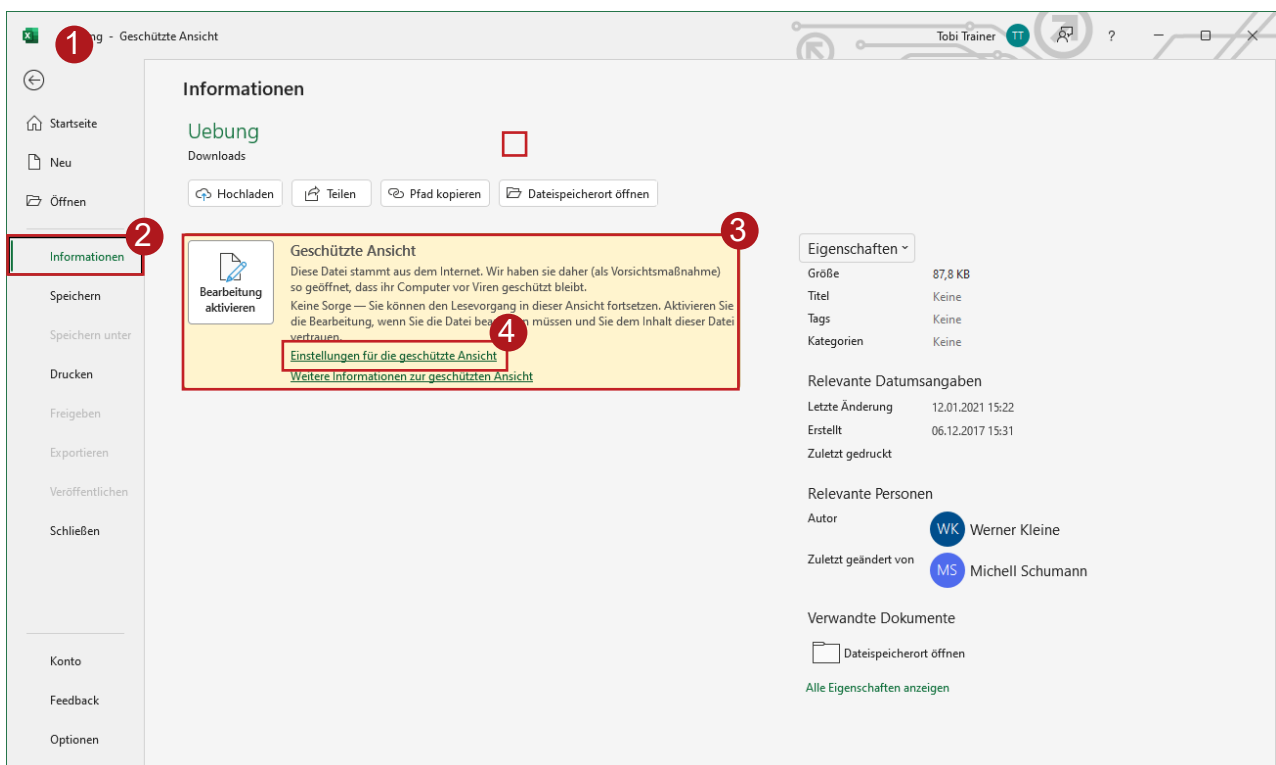 1
ng - Geschützte Ansicht
Tobi Trainer TT ?
Informationen
Startseite
Neu
Öffnen
2
Informationen
Speichern
Speichern unter
Drucken
Freigeben
Exportieren
Veröffentlichen
Schließen
Konto
Feedback
Optionen
Uebung
Downloads
Hochladen
Teilen
Pfad kopieren
Dateispeicherort öffnen
3
Bearbeitung
aktivieren
Geschützte Ansicht
Diese Datei stammt aus dem Internet. Wir haben sie daher (als Vorsichtsmaßnahme)
so geöffnet, dass ihr Computer vor Viren geschützt bleibt.
Keine Sorge — Sie können den Lesevorgang in dieser Ansicht fortsetzen. Aktivieren Sie
die Bearbeitung, wenn Sie die Datei müssen und Sie dem Inhalt dieser Datei
vertrauen.
4
Einstellungen für die geschützte Ansicht
Weitere Informationen zur geschützten Ansicht
Eigenschaften
Größe 87,8 KB
Titel Keine
Tags Keine
Kategorien Keine
Relevante Datumsangaben
Letzte Änderung 12.01.2021 15:22
Erstellt 06.12.2017 15:31
Zuletzt gedruckt
Relevante Personen
Autor
WK Werner Kleine
Zuletzt geändert von
MS Michell Schumann
Verwandte Dokumente
Dateispeicherort öffnen
Alle Eigenschaften anzeigen